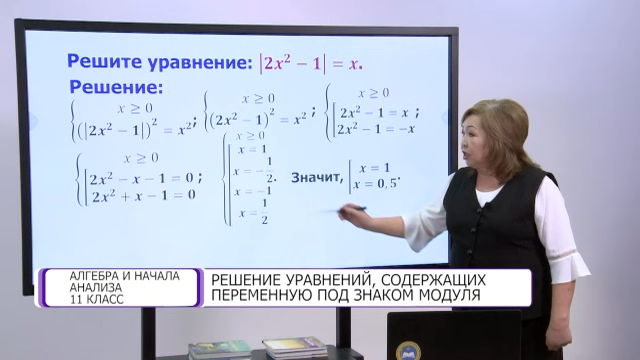 Решите уравнение: |2x² − 1| = x.
Решение:
{ x ≥ 0
(|2x² − 1|)² = x² ;
{ x ≥ 0
(2x² − 1)² = x² ;
{ x ≥ 0
[ 2x² − 1 = x
2x² − 1 = −x ;
{ x ≥ 0
[ 2x² − x − 1 = 0
2x² + x − 1 = 0 ;
{ x ≥ 0
[ x = 1
x = −1/2
x = −1
x = 1/2 .
Значит, [ x = 1
x = 0,5 .
АЛГЕБРА И НАЧАЛА
АНАЛИЗА
11 КЛАСС
РЕШЕНИЕ УРАВНЕНИЙ, СОДЕРЖАЩИХ
ПЕРЕМЕННУЮ ПОД ЗНАКОМ МОДУЛЯ